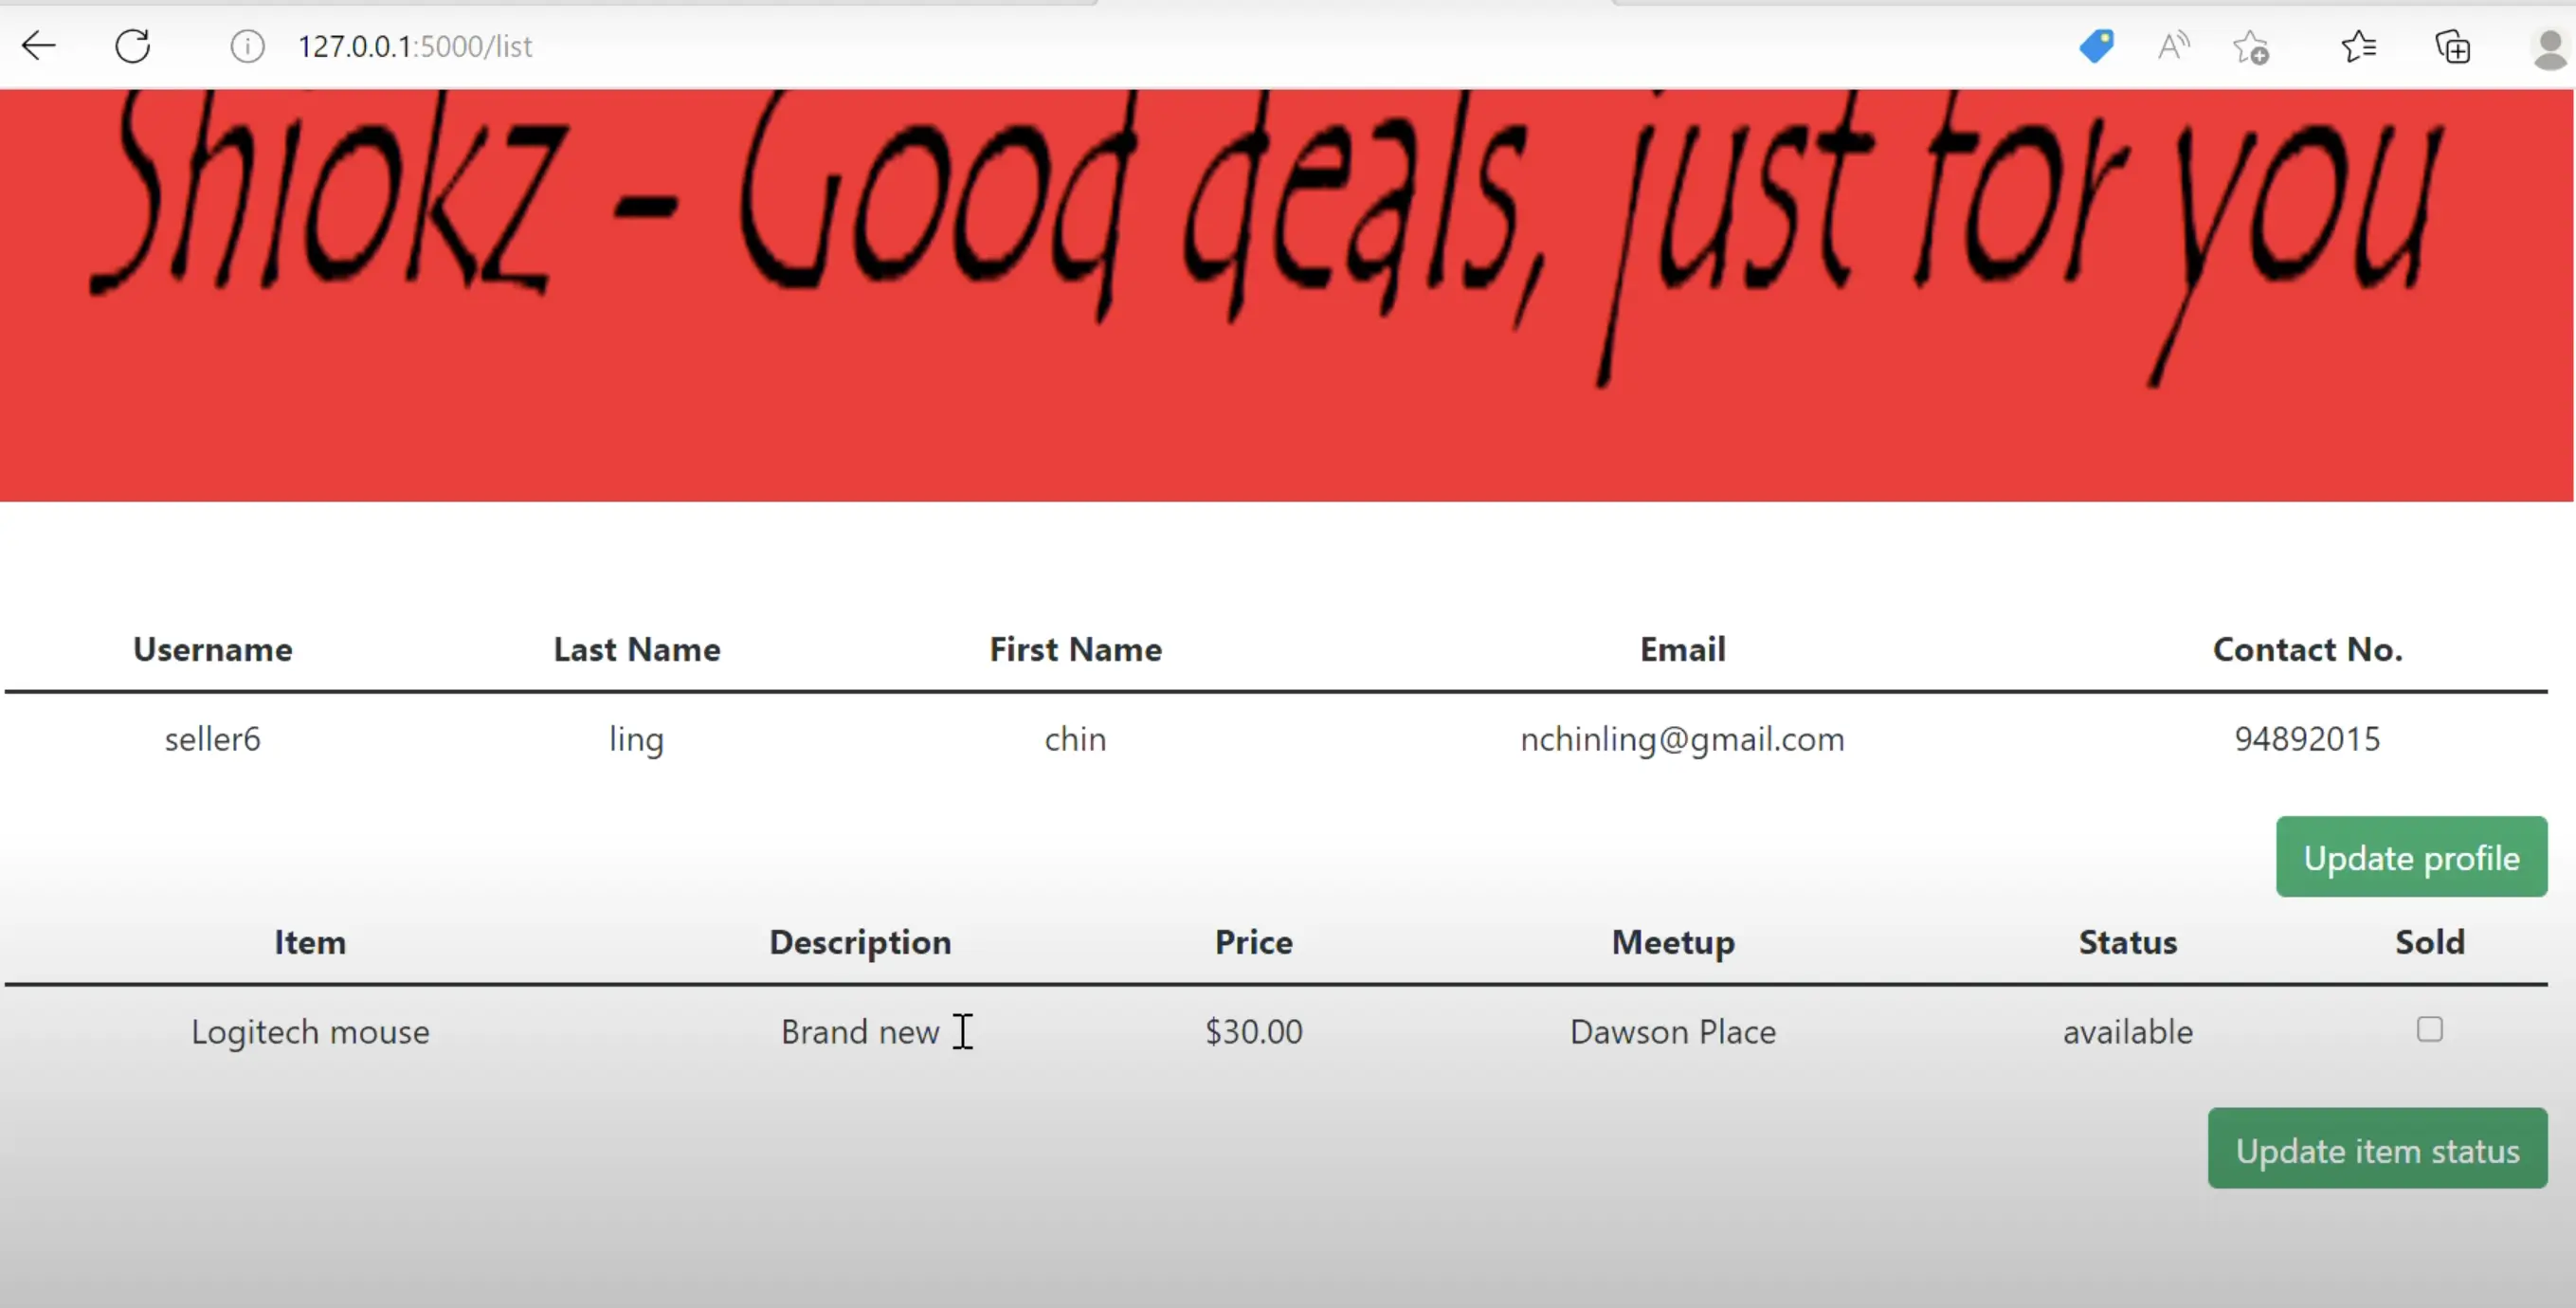 127.0.0.1:5000/list
Shiokz - Good deals, just for you
Username Last Name First Name Email Contact No.
seller6 ling chin nchinling@gmail.com 94892015
Update profile
Item Description Price Meetup Status Sold
Logitech mouse Brand new $30.00 Dawson Place available
Update item status